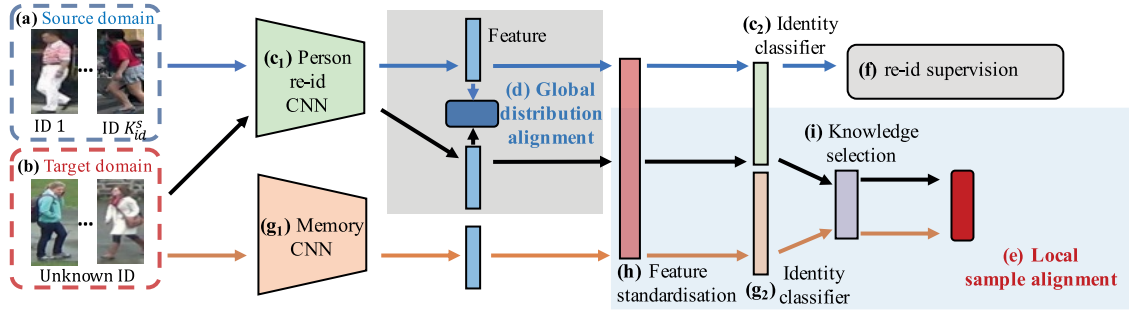 (a) Source domain
ID 1
ID K_id^s
(b) Target domain
Unknown ID
(c₁) Person
re-id
CNN
(g₁) Memory
CNN
Feature
(d) Global
distribution
alignment
(h) Feature
standardisation
(c₂) Identity
classifier
(g₂) Identity
classifier
(f) re-id supervision
(i) Knowledge
selection
(e) Local
sample alignment